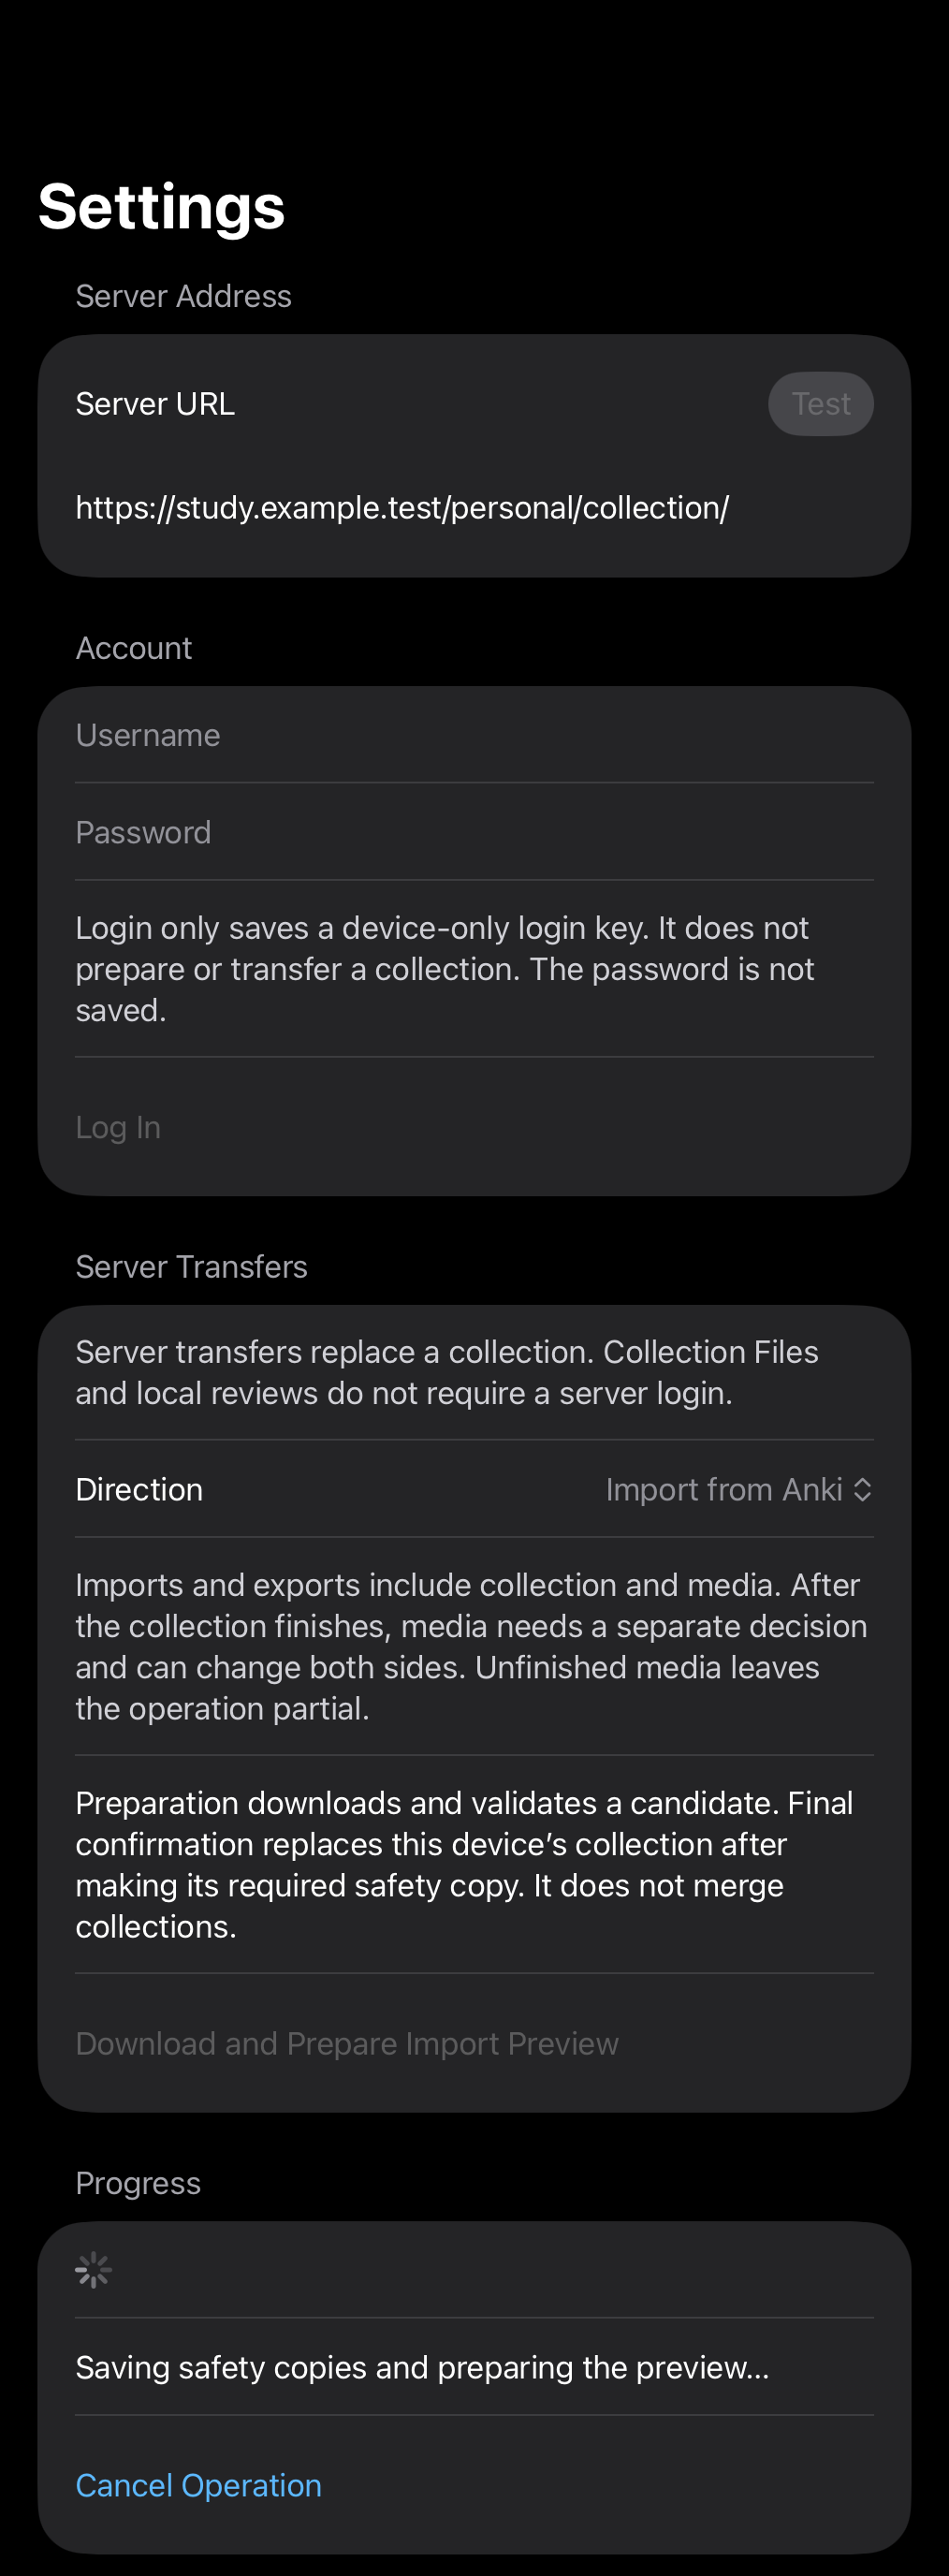 Settings
Server Address
Server URL
Test
https://study.example.test/personal/collection/
Account
Username
Password
Login only saves a device-only login key. It does not
prepare or transfer a collection. The password is not
saved.
Log In
Server Transfers
Server transfers replace a collection. Collection Files
and local reviews do not require a server login.
Direction
Import from Anki
Imports and exports include collection and media. After
the collection finishes, media needs a separate decision
and can change both sides. Unfinished media leaves
the operation partial.
Preparation downloads and validates a candidate. Final
confirmation replaces this device’s collection after
making its required safety copy. It does not merge
collections.
Download and Prepare Import Preview
Progress
Saving safety copies and preparing the preview…
Cancel Operation